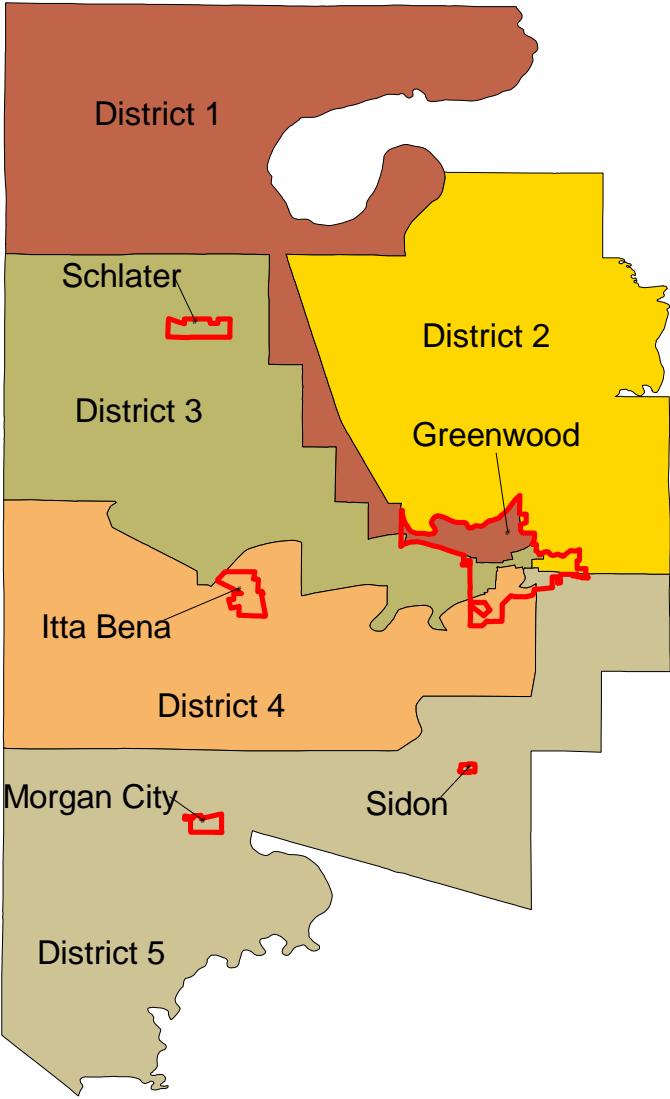 District 1
Schlater
District 2
District 3
Greenwood
Itta Bena
District 4
Morgan City
Sidon
District 5